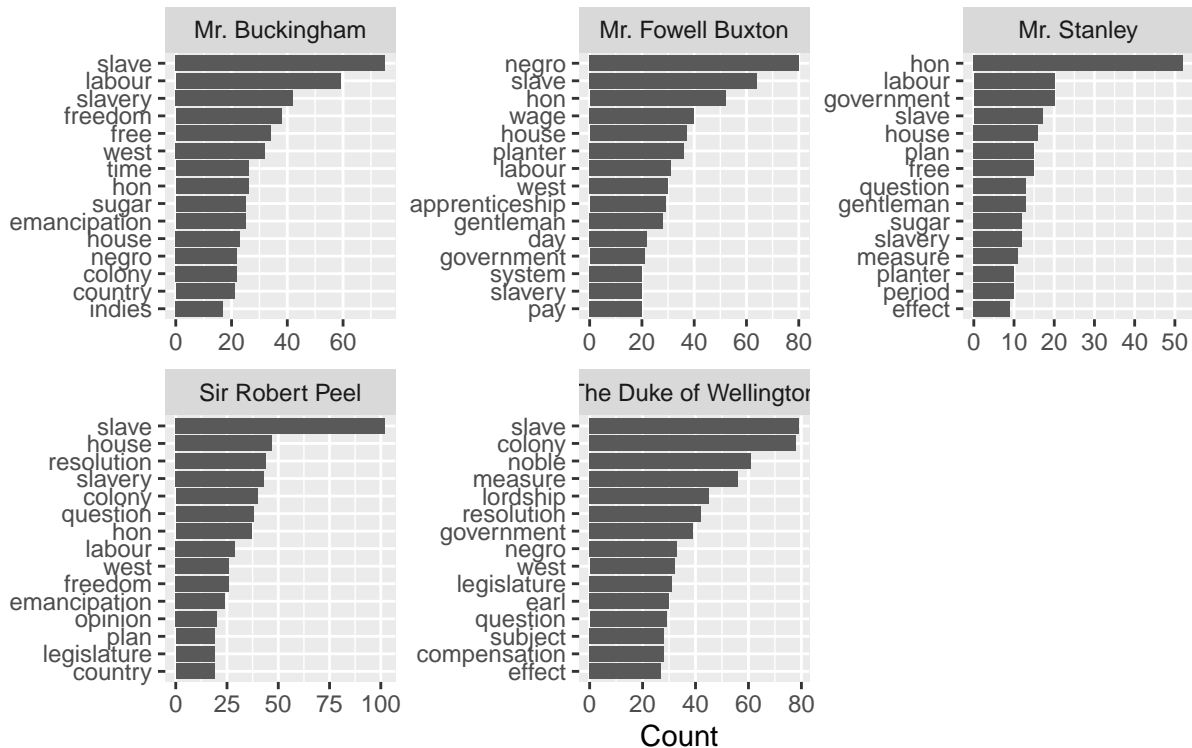 Mr. Buckingham
slave
labour
slavery
freedom
free
west
time
hon
sugar
emancipation
house
negro
colony
country
indies
0 20 40 60
Mr. Fowell Buxton
negro
slave
hon
wage
house
planter
labour
west
apprenticeship
gentleman
day
government
system
slavery
pay
0 20 40 60 80
Mr. Stanley
hon
labour
government
slave
house
plan
free
question
gentleman
sugar
slavery
measure
planter
period
effect
0 10 20 30 40 50
Sir Robert Peel
slave
house
resolution
slavery
colony
question
hon
labour
west
freedom
emancipation
opinion
plan
legislature
country
0 25 50 75 100
The Duke of Wellington
slave
colony
noble
measure
lordship
resolution
government
negro
west
legislature
earl
question
subject
compensation
effect
0 20 40 60 80
Count